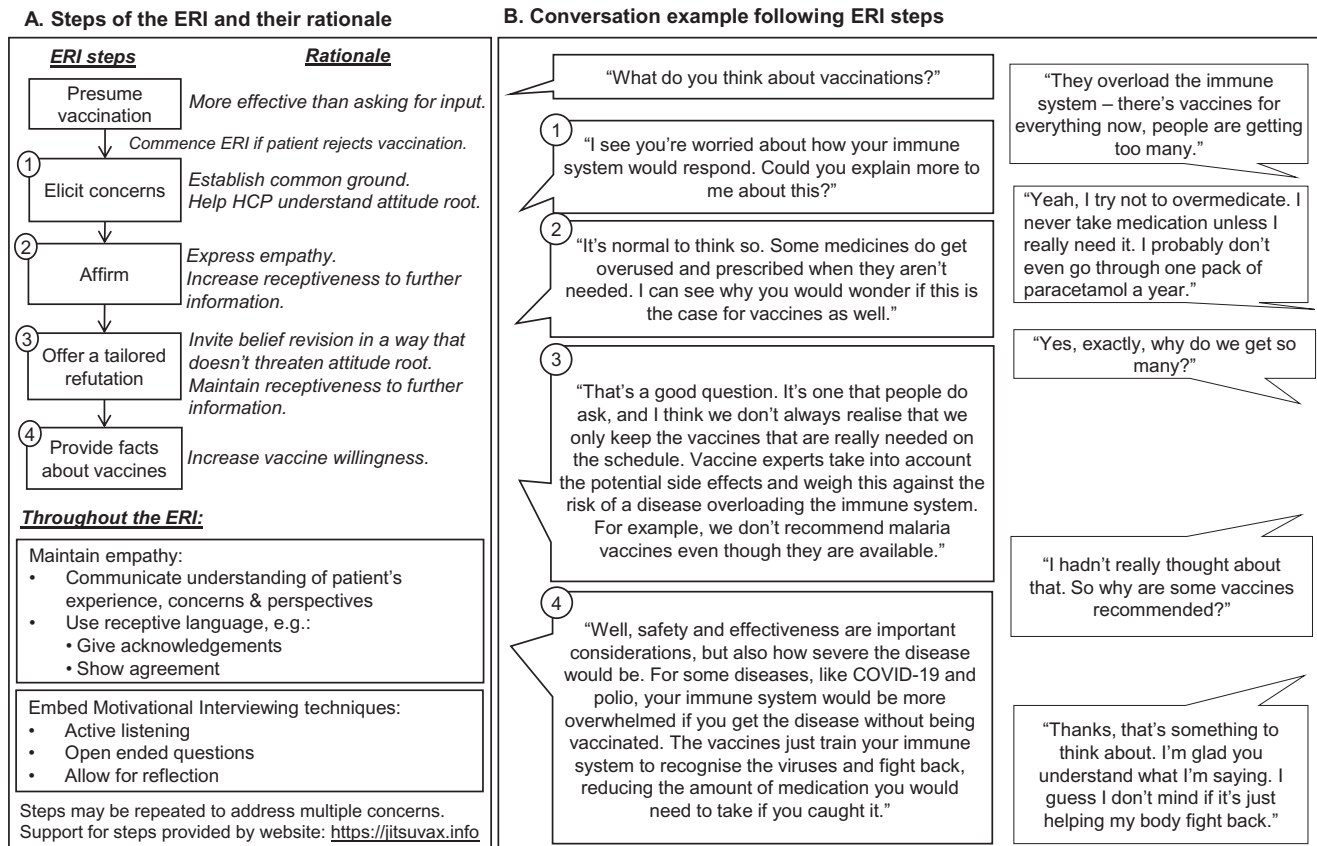 A. Steps of the ERI and their rationale
ERI steps
Rationale
Presume
vaccination
More effective than asking for input.
Commence ERI if patient rejects vaccination.
1
Elicit concerns
Establish common ground.
Help HCP understand attitude root.
2
Affirm
Express empathy.
Increase receptiveness to further
information.
3
Offer a tailored
refutation
Invite belief revision in a way that
doesn't threaten attitude root.
Maintain receptiveness to further
information.
4
Provide facts
about vaccines
Increase vaccine willingness.
Throughout the ERI:
Maintain empathy:
• Communicate understanding of patient's
experience, concerns & perspectives
• Use receptive language, e.g.:
• Give acknowledgements
• Show agreement
Embed Motivational Interviewing techniques:
• Active listening
• Open ended questions
• Allow for reflection
Steps may be repeated to address multiple concerns.
Support for steps provided by website: https://jitsuvax.info
B. Conversation example following ERI steps
“What do you think about vaccinations?”
“They overload the immune
system – there's vaccines for
everything now, people are getting
too many.”
1
“I see you're worried about how your immune
system would respond. Could you explain more to
me about this?”
“Yeah, I try not to overmedicate. I
never take medication unless I
really need it. I probably don't
even go through one pack of
paracetamol a year.”
2
“It's normal to think so. Some medicines do get
overused and prescribed when they aren't
needed. I can see why you would wonder if this is
the case for vaccines as well.”
“Yes, exactly, why do we get so
many?”
3
“That's a good question. It's one that people do
ask, and I think we don't always realise that we
only keep the vaccines that are really needed on
the schedule. Vaccine experts take into account
the potential side effects and weigh this against the
risk of a disease overloading the immune system.
For example, we don't recommend malaria
vaccines even though they are available.”
“I hadn't really thought about
that. So why are some vaccines
recommended?”
4
“Well, safety and effectiveness are important
considerations, but also how severe the disease
would be. For some diseases, like COVID-19 and
polio, your immune system would be more
overwhelmed if you get the disease without being
vaccinated. The vaccines just train your immune
system to recognise the viruses and fight back,
reducing the amount of medication you would
need to take if you caught it.”
“Thanks, that's something to
think about. I'm glad you
understand what I'm saying. I
guess I don't mind if it's just
helping my body fight back.”